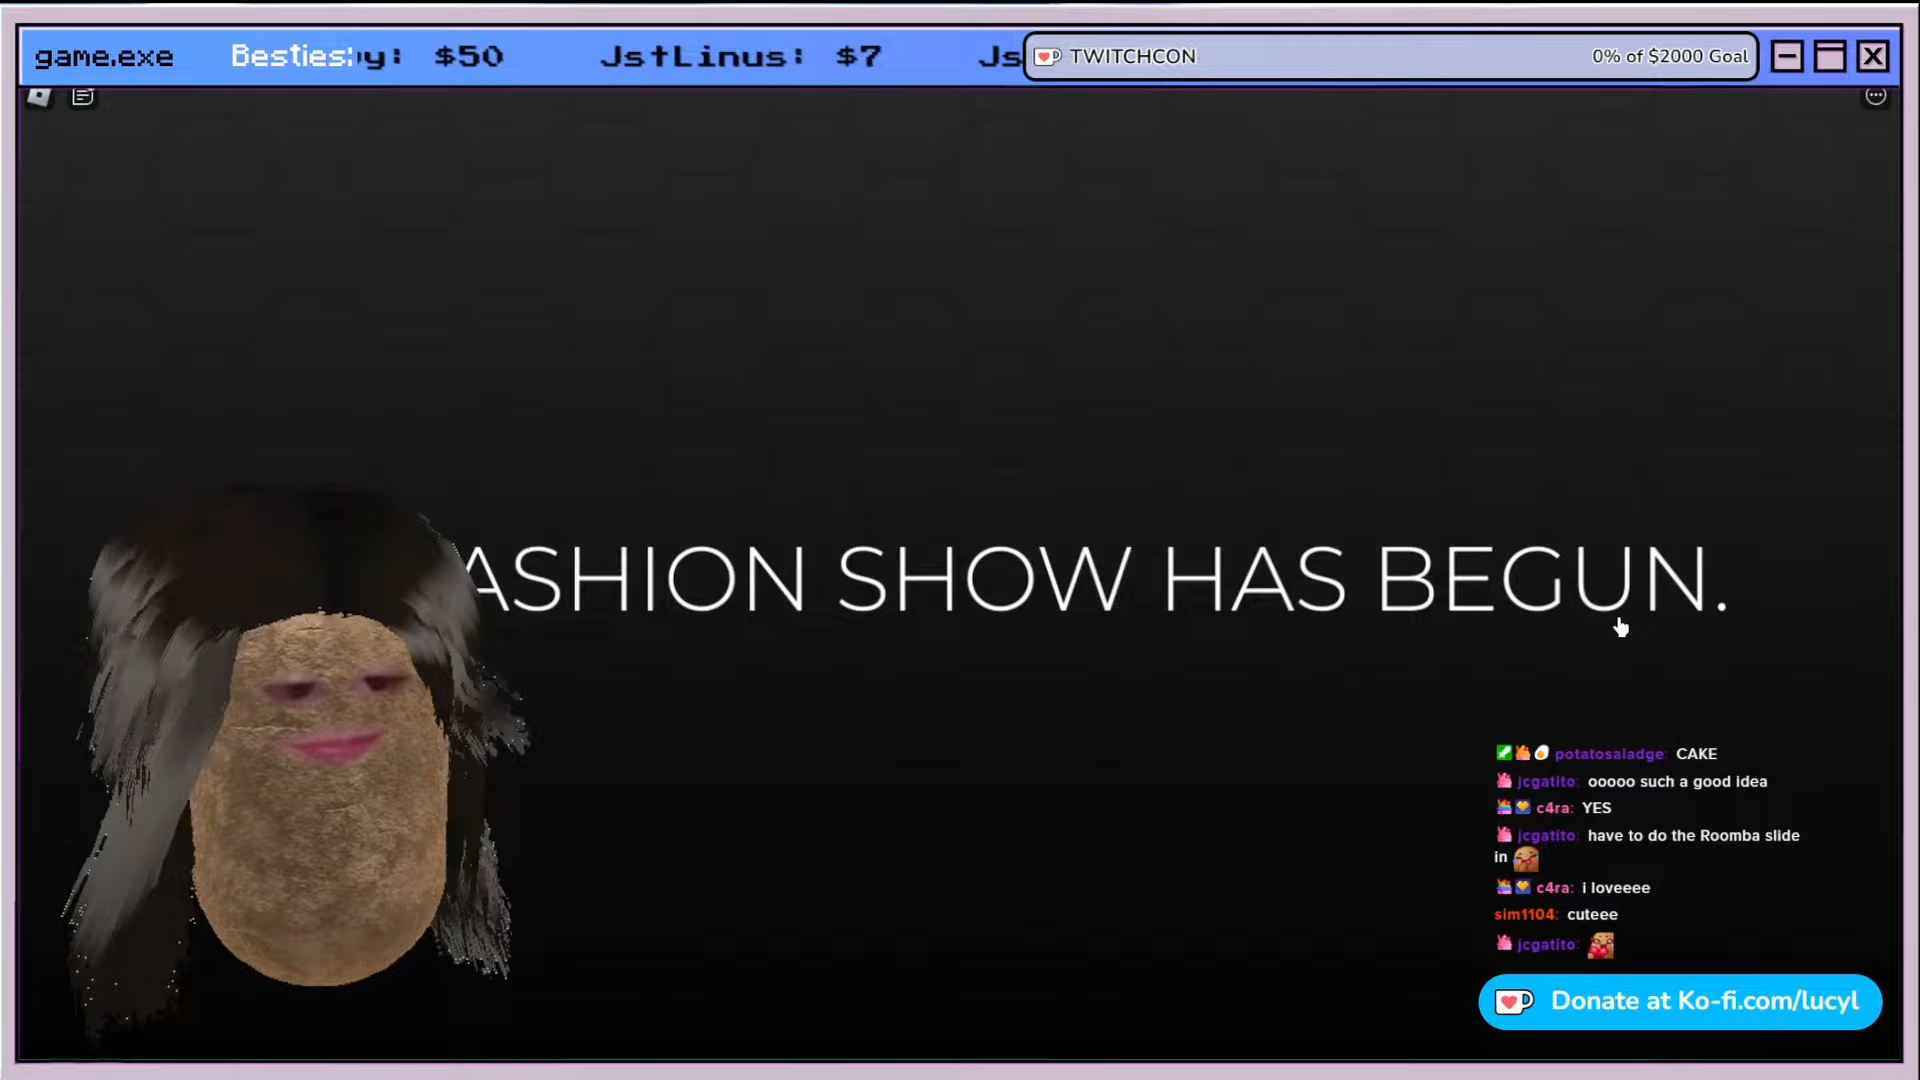 game.exe
Besties:
y: $50 JstLinus: $7 Js
TWITCHCON
0% of $2000 Goal
ASHION SHOW HAS BEGUN.
potatosaladge: CAKE
jcgatito: ooooo such a good idea
c4ra: YES
jcgatito: have to do the Roomba slide
in
c4ra: i loveeee
sim1104: cuteee
jcgatito:
Donate at Ko-fi.com/lucyl